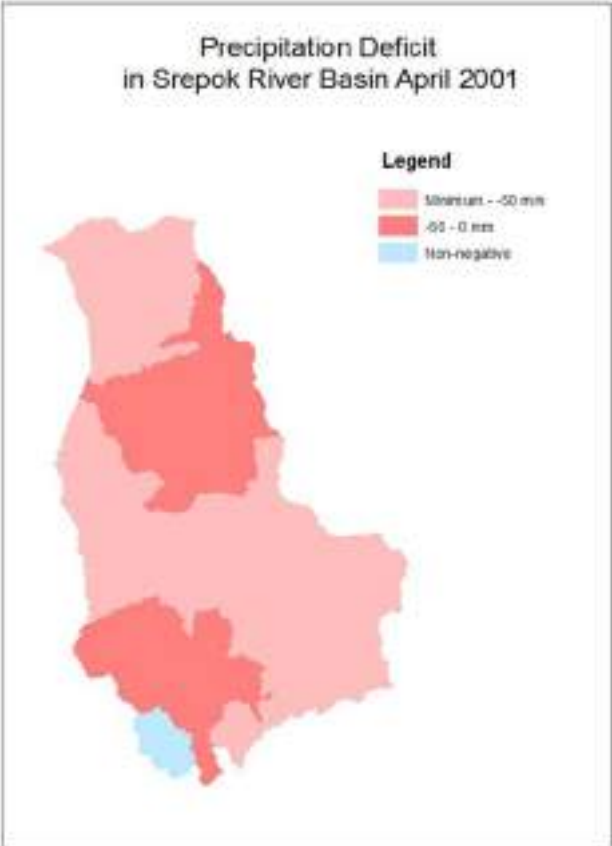 Precipitation Deficit
in Srepok River Basin April 2001
Legend
Minimum - -50 mm
-50 - 0 mm
Non-negative